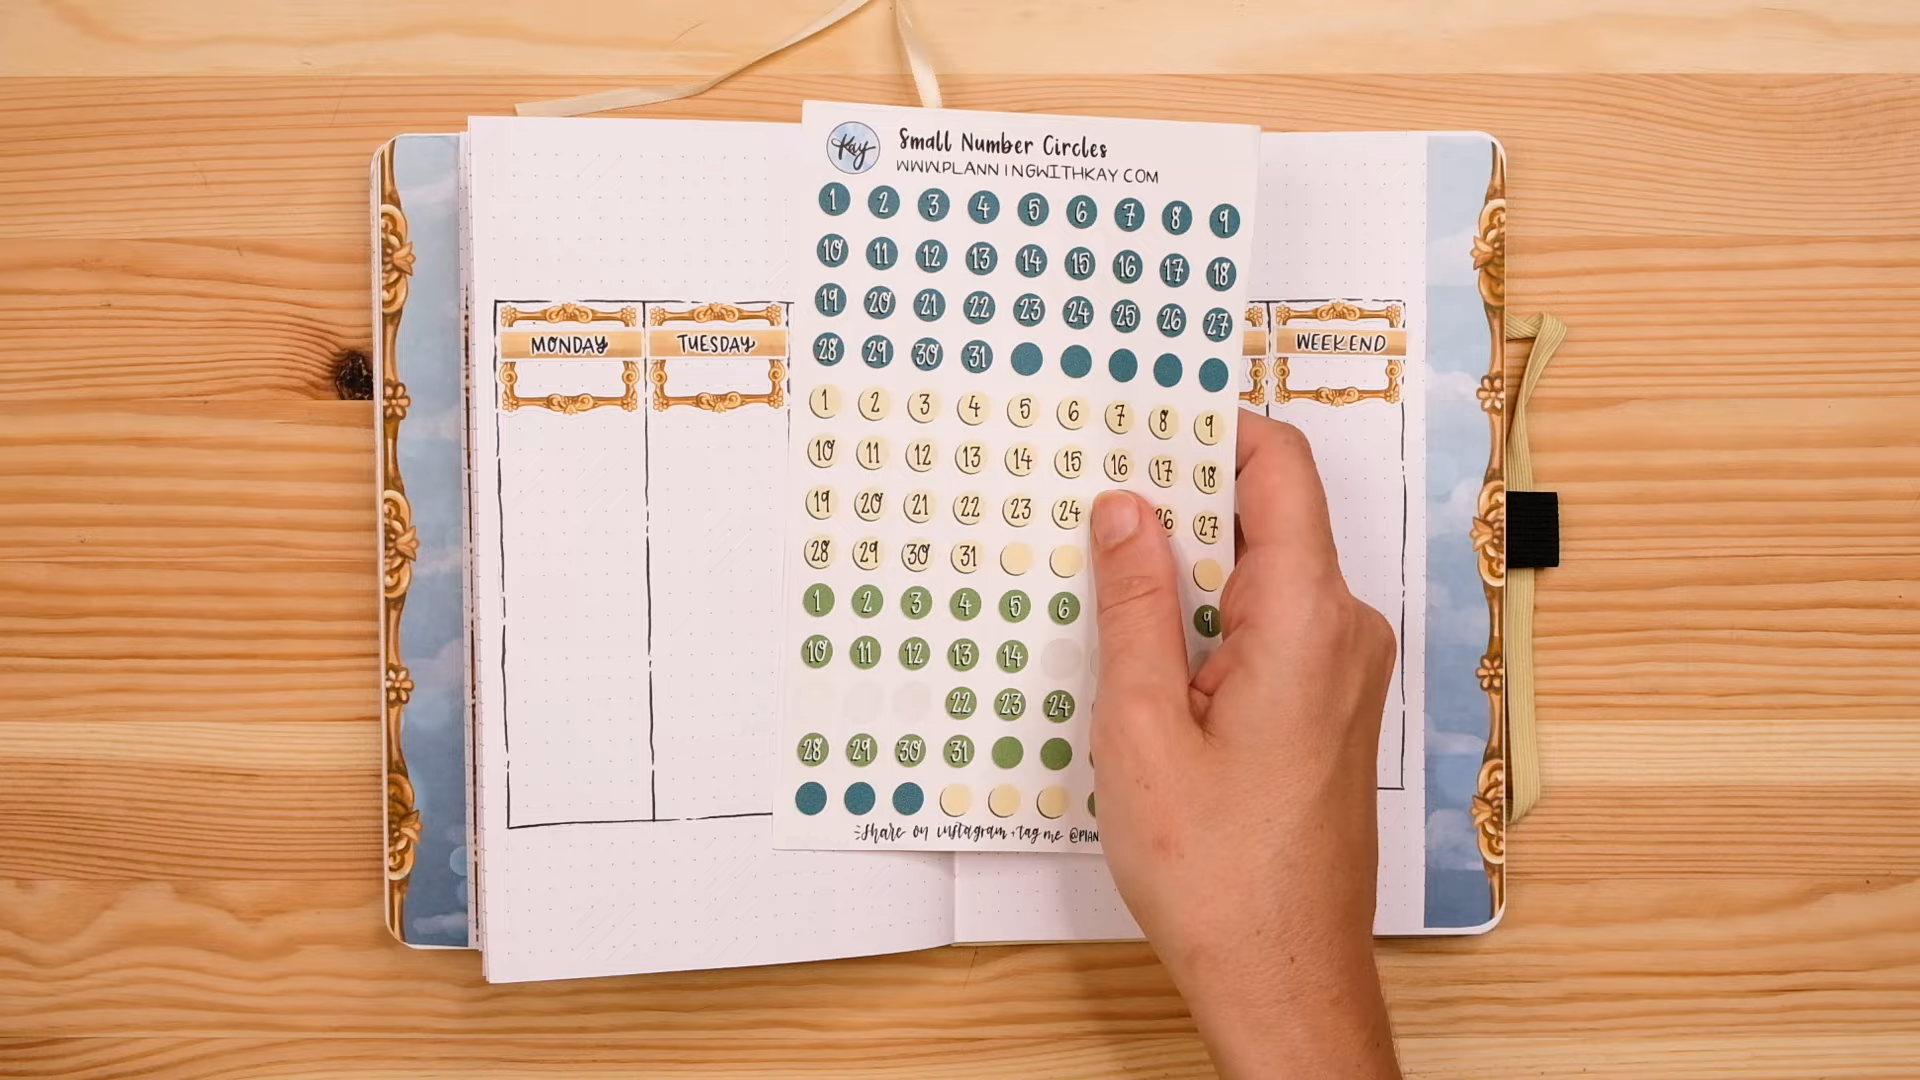 Kay
Small Number Circles
WWW.PLANNINGWITHKAY.COM
1 2 3 4 5 6 7 8 9
10 11 12 13 14 15 16 17 18
19 20 21 22 23 24 25 26 27
28 29 30 31
MONDAY TUESDAY WEEKEND
1 2 3 4 5 6 7 8 9
10 11 12 13 14 15 16 17 18
19 20 21 22 23 24 26 27
28 29 30 31
1 2 3 4 5 6 9
10 11 12 13 14
22 23 24
28 29 30 31
Share on instagram + tag me